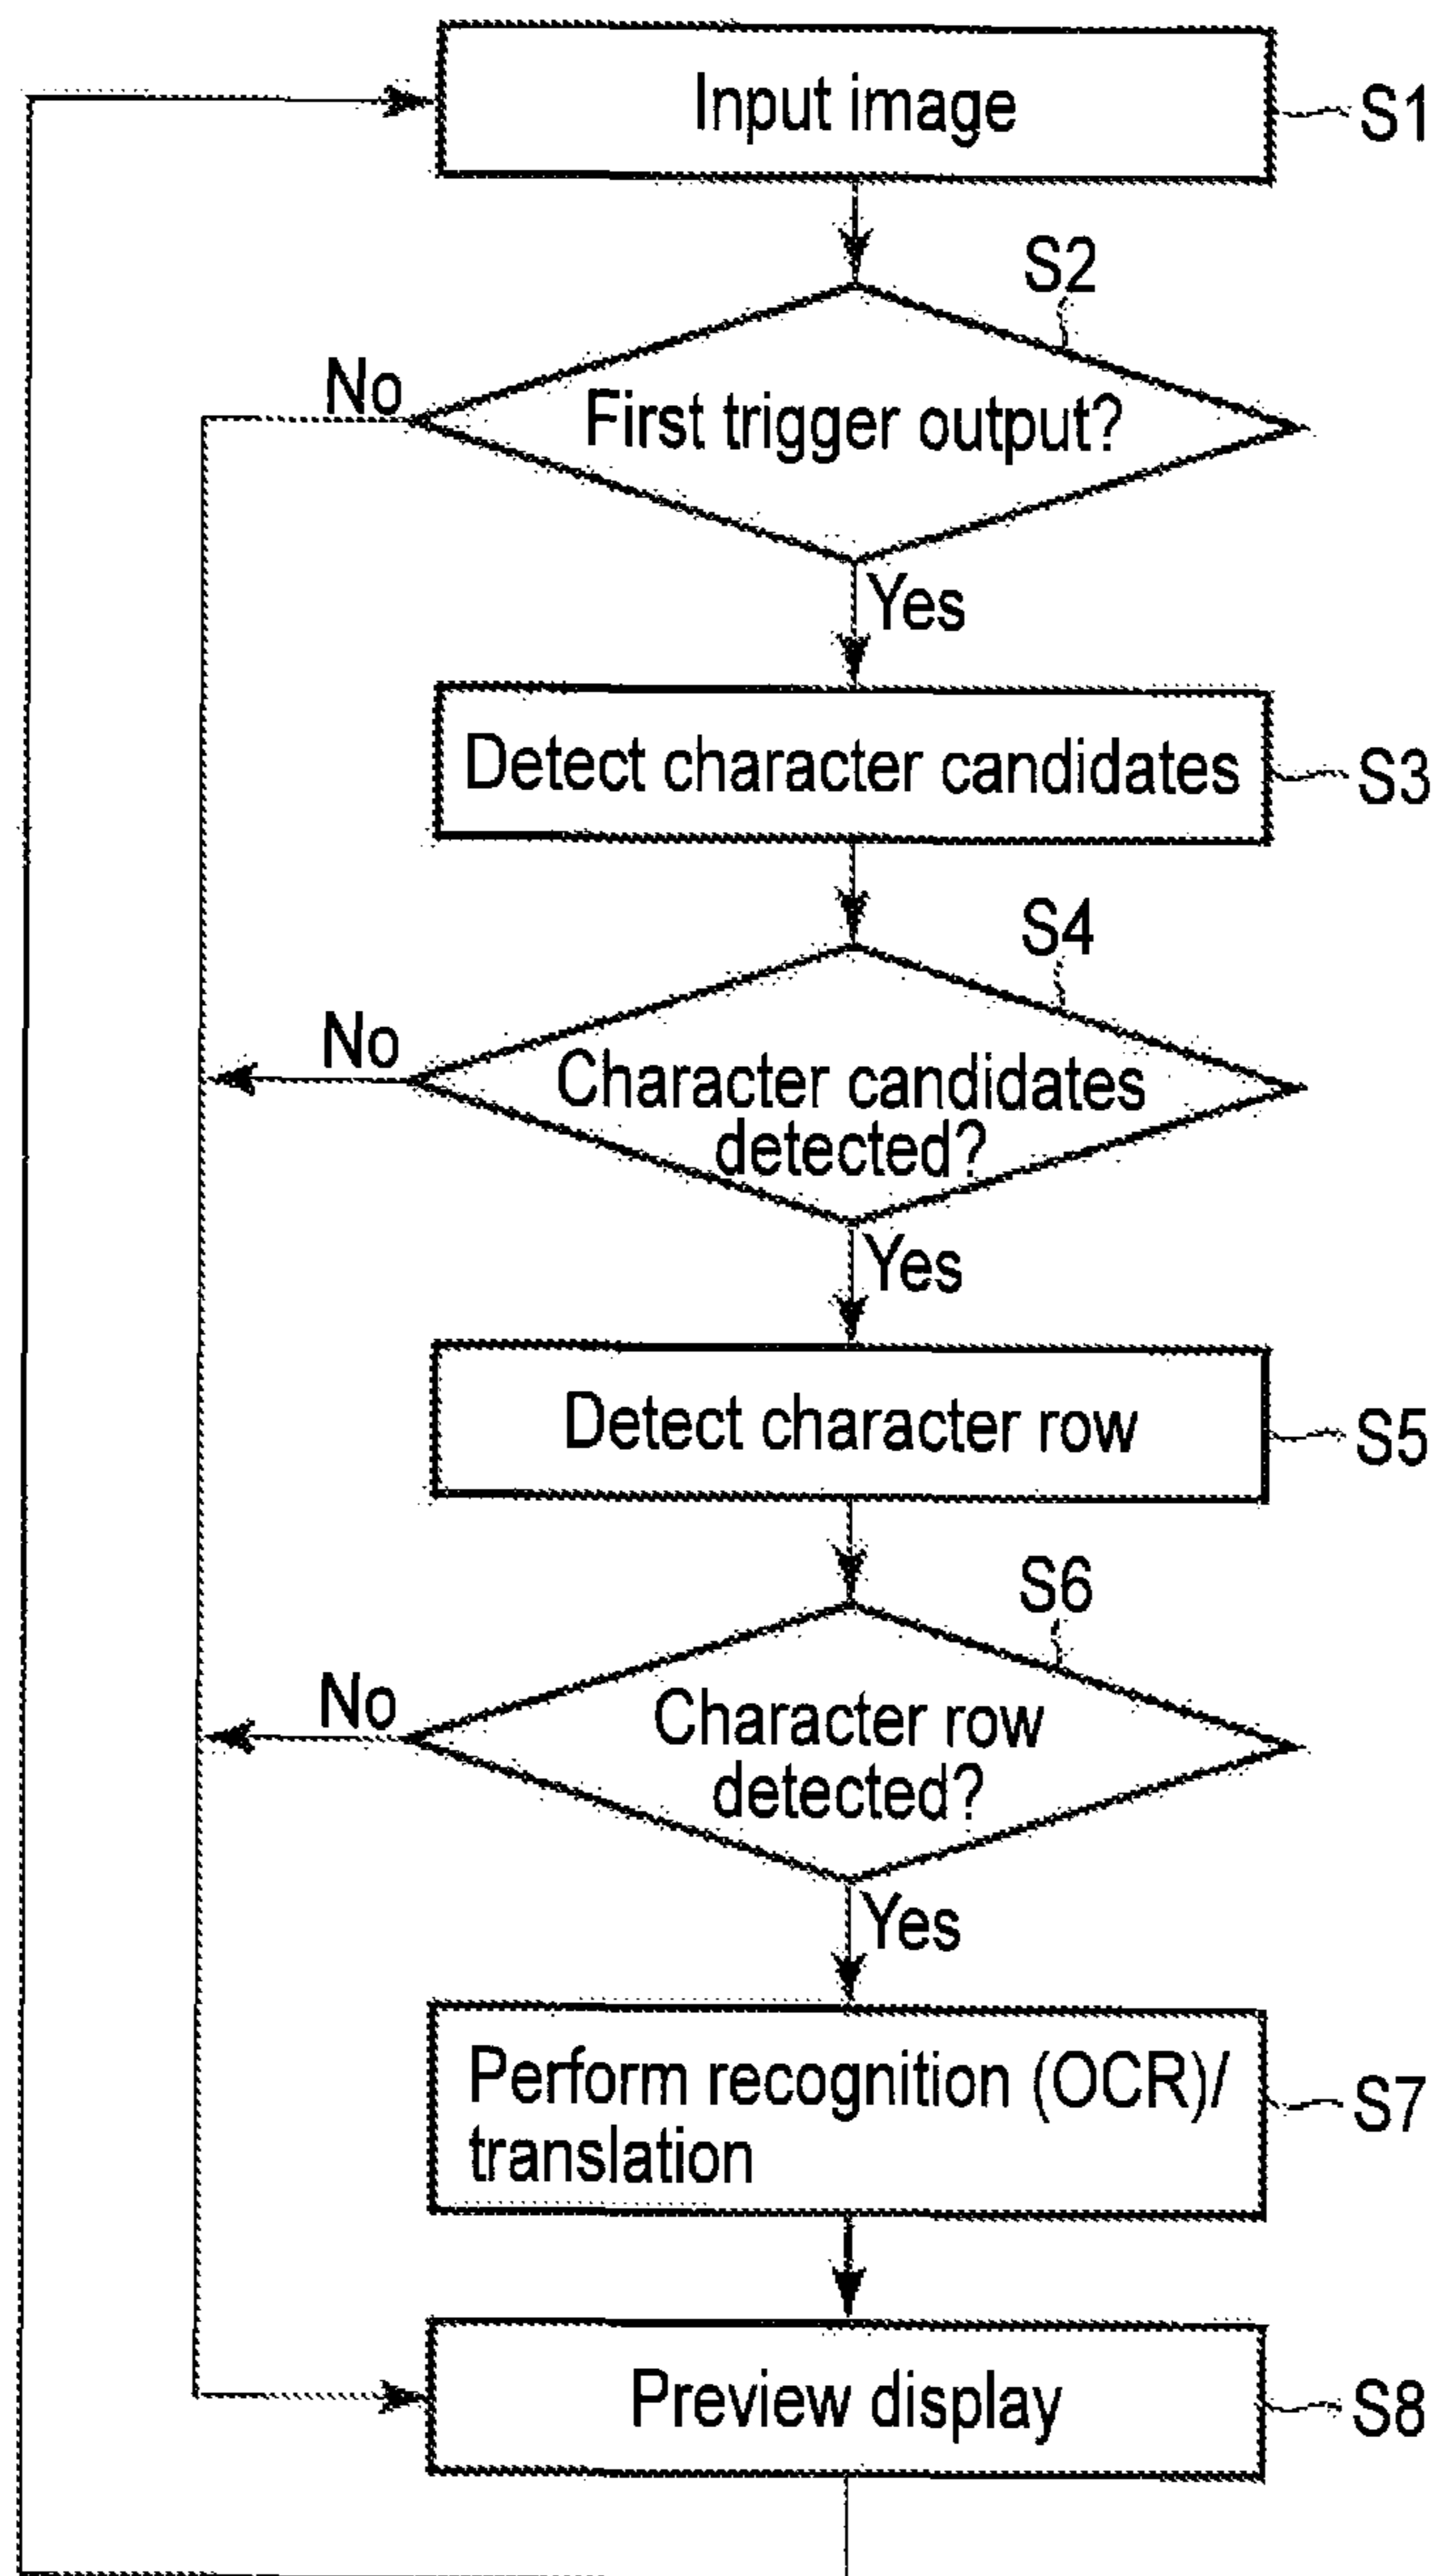 Input image
S1
S2
No
First trigger output?
Yes
Detect character candidates
S3
S4
No
Character candidates
detected?
Yes
Detect character row
S5
S6
No
Character row
detected?
Yes
Perform recognition (OCR)/
translation
S7
Preview display
S8